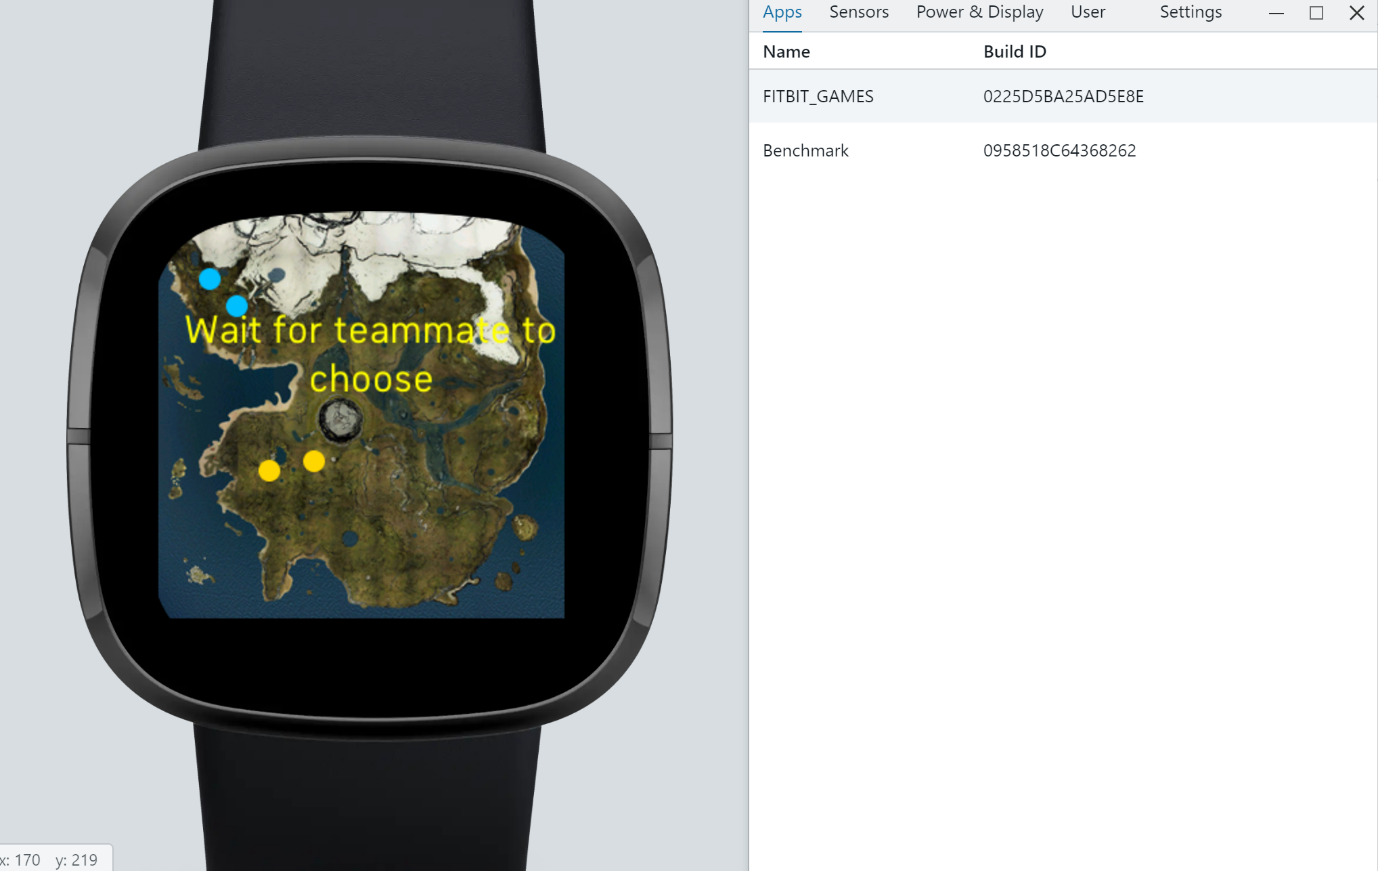 Apps Sensors Power & Display User Settings
Name Build ID
FITBIT_GAMES 0225D5BA25AD5E8E
Benchmark 0958518C64368262
Wait for teammate to
choose
x: 170 y: 219